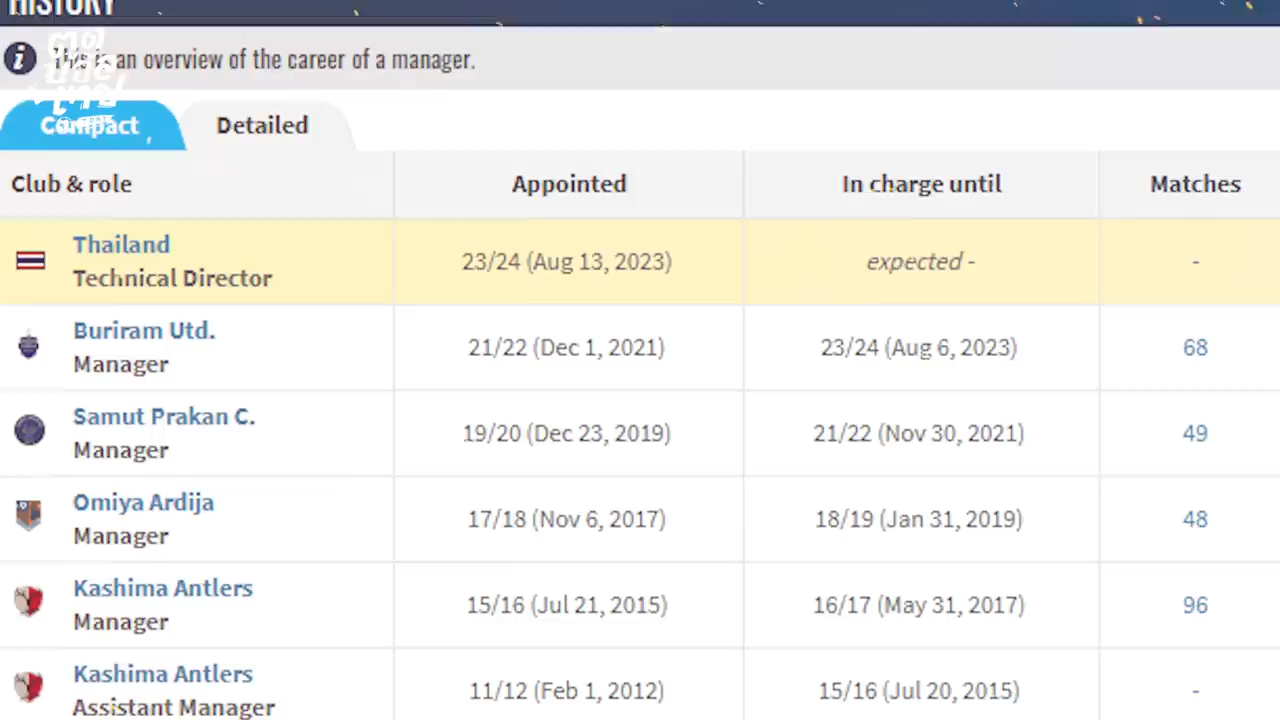 HISTORY
This is an overview of the career of a manager.
Compact
Detailed
Club & role
Appointed
In charge until
Matches
Thailand
Technical Director
23/24 (Aug 13, 2023)
expected -
-
Buriram Utd.
Manager
21/22 (Dec 1, 2021)
23/24 (Aug 6, 2023)
68
Samut Prakan C.
Manager
19/20 (Dec 23, 2019)
21/22 (Nov 30, 2021)
49
Omiya Ardija
Manager
17/18 (Nov 6, 2017)
18/19 (Jan 31, 2019)
48
Kashima Antlers
Manager
15/16 (Jul 21, 2015)
16/17 (May 31, 2017)
96
Kashima Antlers
Assistant Manager
11/12 (Feb 1, 2012)
15/16 (Jul 20, 2015)
-